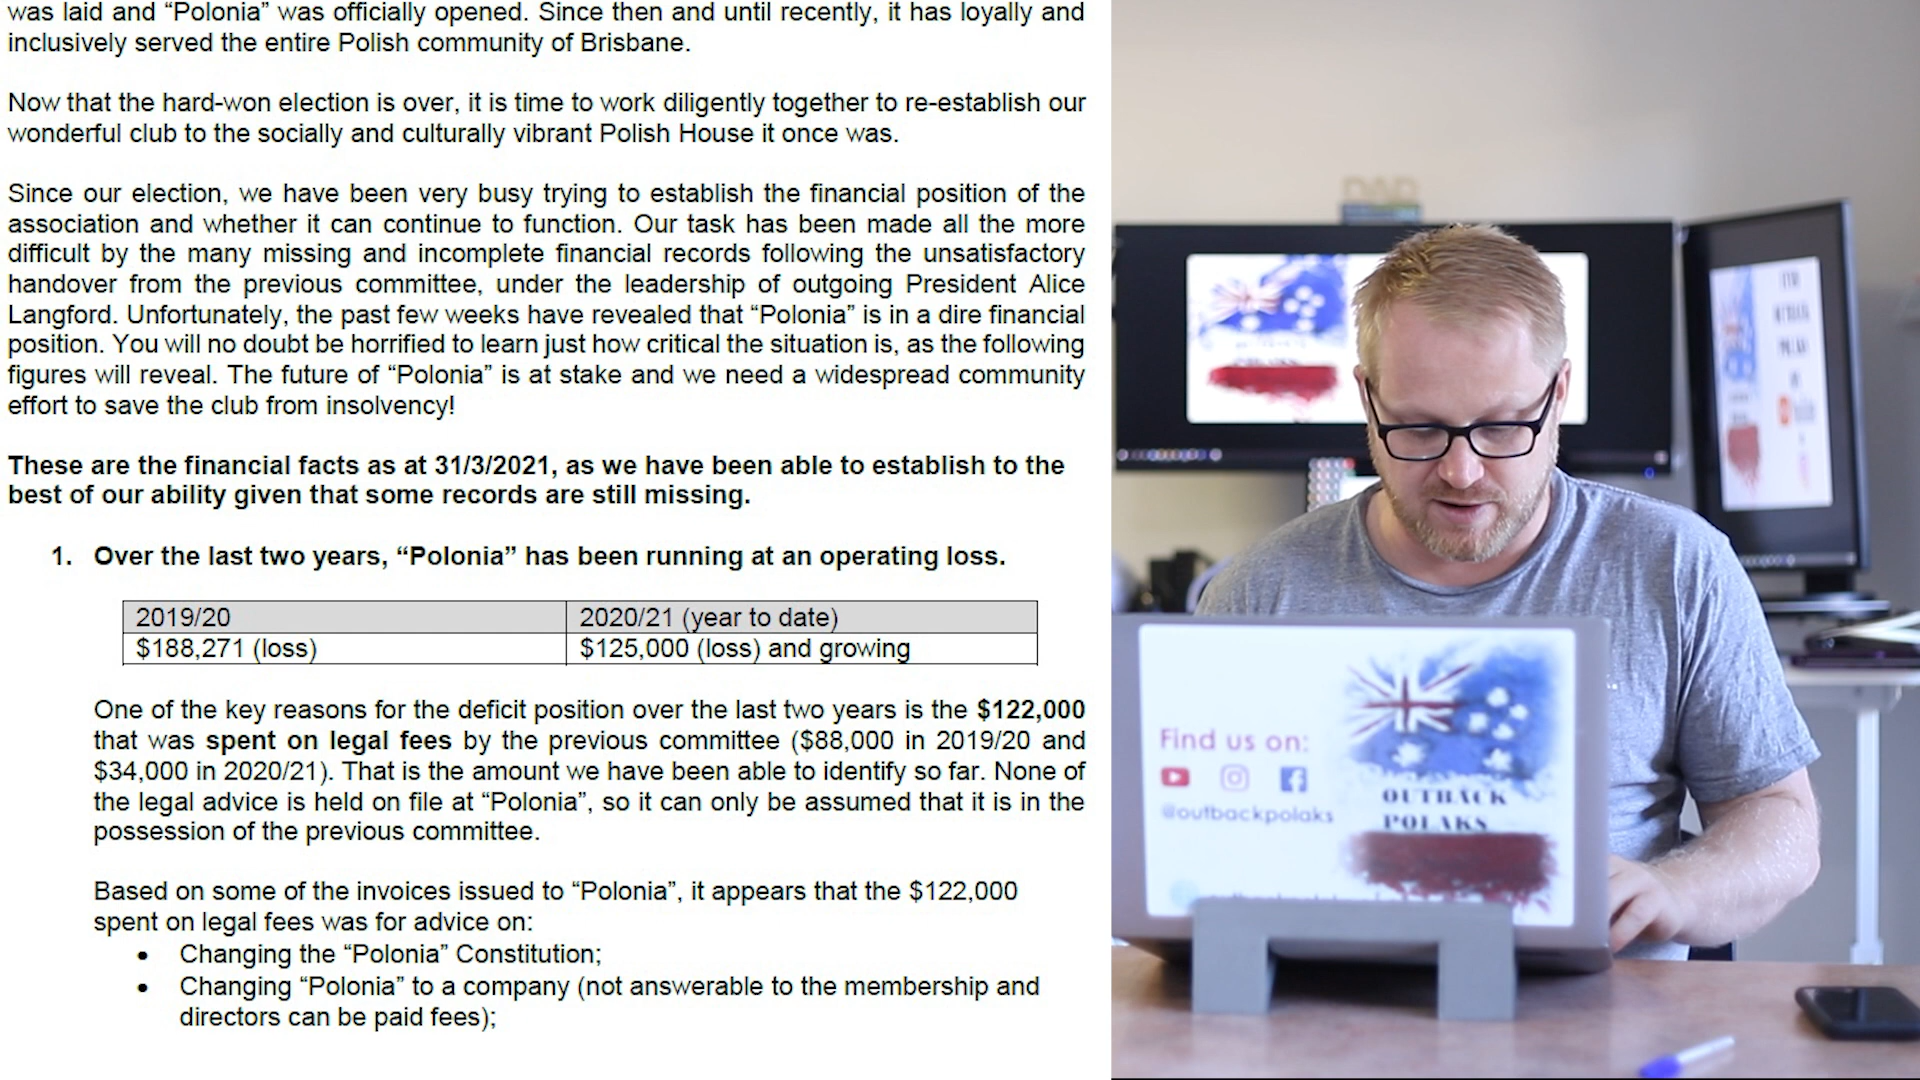 was laid and “Polonia” was officially opened. Since then and until recently, it has loyally and
inclusively served the entire Polish community of Brisbane.
Now that the hard-won election is over, it is time to work diligently together to re-establish our
wonderful club to the socially and culturally vibrant Polish House it once was.
Since our election, we have been very busy trying to establish the financial position of the
association and whether it can continue to function. Our task has been made all the more
difficult by the many missing and incomplete financial records following the unsatisfactory
handover from the previous committee, under the leadership of outgoing President Alice
Langford. Unfortunately, the past few weeks have revealed that “Polonia” is in a dire financial
position. You will no doubt be horrified to learn just how critical the situation is, as the following
figures will reveal. The future of “Polonia” is at stake and we need a widespread community
effort to save the club from insolvency!
These are the financial facts as at 31/3/2021, as we have been able to establish to the
best of our ability given that some records are still missing.
1. Over the last two years, “Polonia” has been running at an operating loss.
2019/20 2020/21 (year to date)
$188,271 (loss) $125,000 (loss) and growing
One of the key reasons for the deficit position over the last two years is the $122,000
that was spent on legal fees by the previous committee ($88,000 in 2019/20 and
$34,000 in 2020/21). That is the amount we have been able to identify so far. None of
the legal advice is held on file at “Polonia”, so it can only be assumed that it is in the
possession of the previous committee.
Based on some of the invoices issued to “Polonia”, it appears that the $122,000
spent on legal fees was for advice on:
• Changing the “Polonia” Constitution;
• Changing “Polonia” to a company (not answerable to the membership and
directors can be paid fees);
DAD
Find us on:
@outbackpolaks
OUTBACK
POLAKS